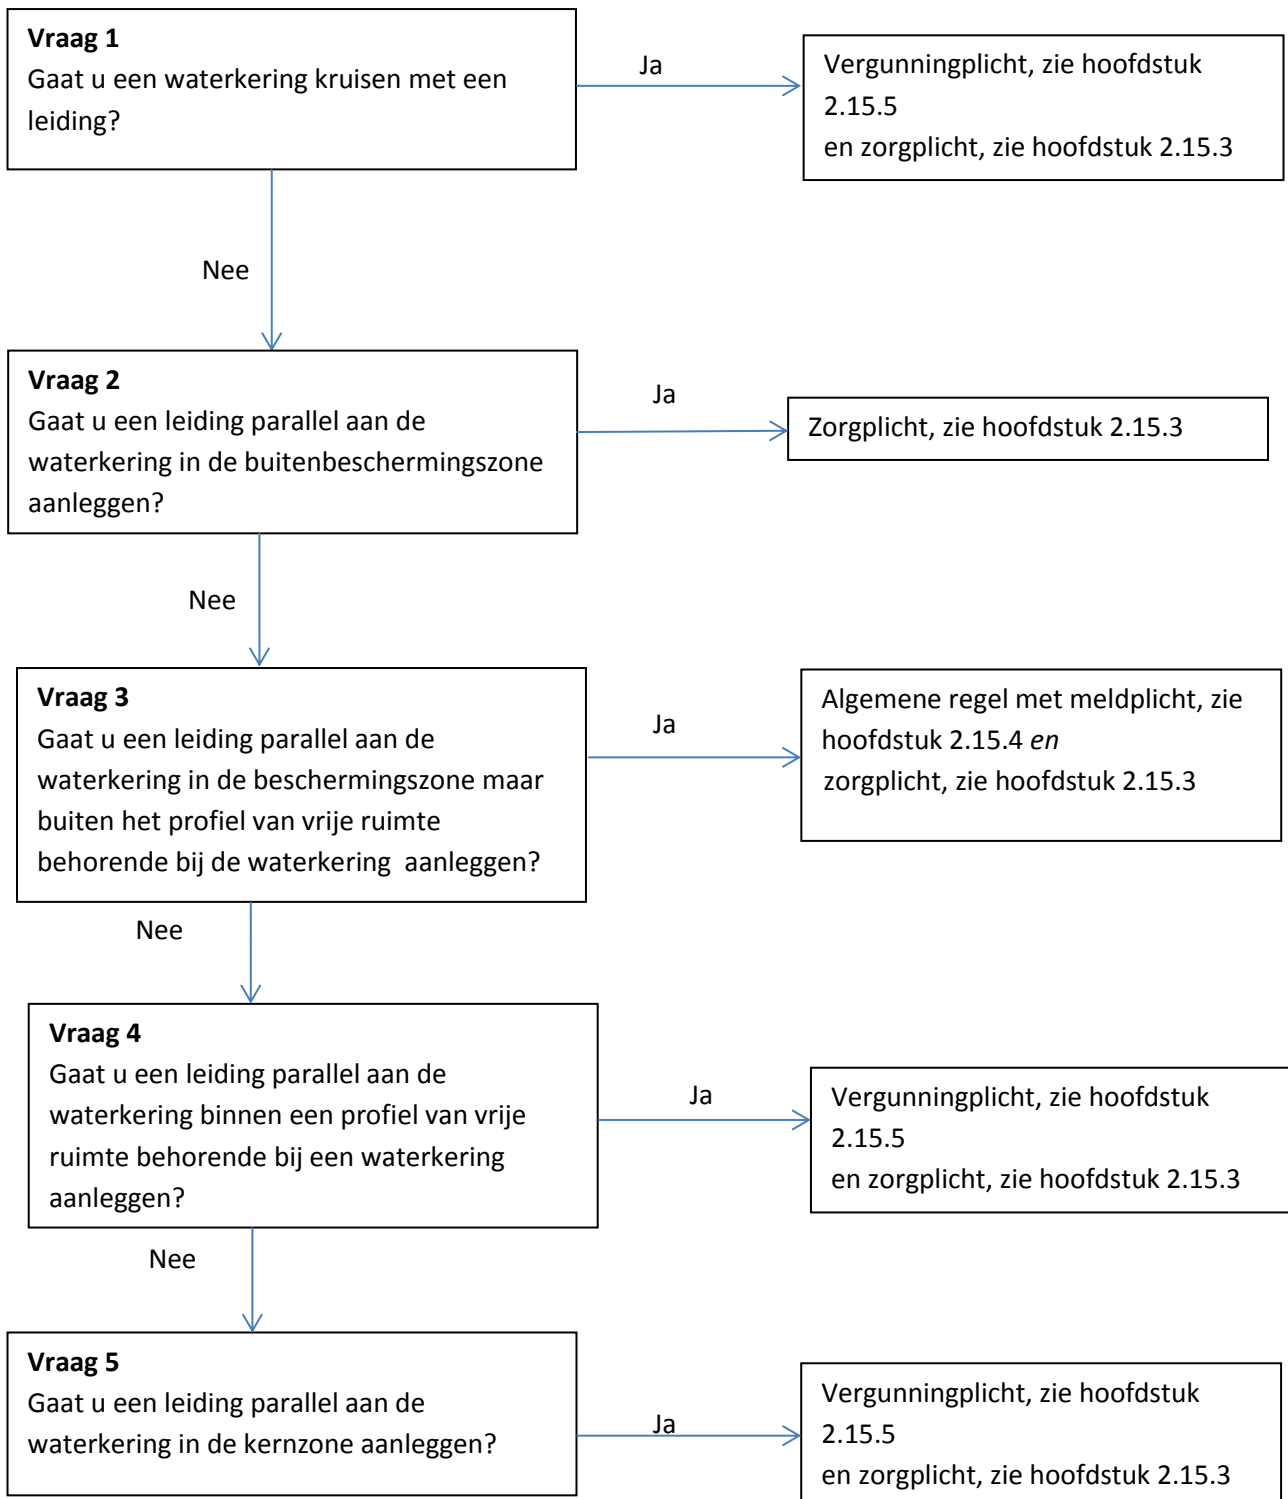 Vraag 1
Gaat u een waterkering kruisen met een
leiding?
Ja
Vergunningplicht, zie hoofdstuk
2.15.5
en zorgplicht, zie hoofdstuk 2.15.3
Nee
Vraag 2
Gaat u een leiding parallel aan de
waterkering in de buitenbeschermingszone
aanleggen?
Ja
Zorgplicht, zie hoofdstuk 2.15.3
Nee
Vraag 3
Gaat u een leiding parallel aan de
waterkering in de beschermingszone maar
buiten het profiel van vrije ruimte
behorende bij de waterkering aanleggen?
Ja
Algemene regel met meldplicht, zie
hoofdstuk 2.15.4 en
zorgplicht, zie hoofdstuk 2.15.3
Nee
Vraag 4
Gaat u een leiding parallel aan de
waterkering binnen een profiel van vrije
ruimte behorende bij een waterkering
aanleggen?
Ja
Vergunningplicht, zie hoofdstuk
2.15.5
en zorgplicht, zie hoofdstuk 2.15.3
Nee
Vraag 5
Gaat u een leiding parallel aan de
waterkering in de kernzone aanleggen?
Ja
Vergunningplicht, zie hoofdstuk
2.15.5
en zorgplicht, zie hoofdstuk 2.15.3